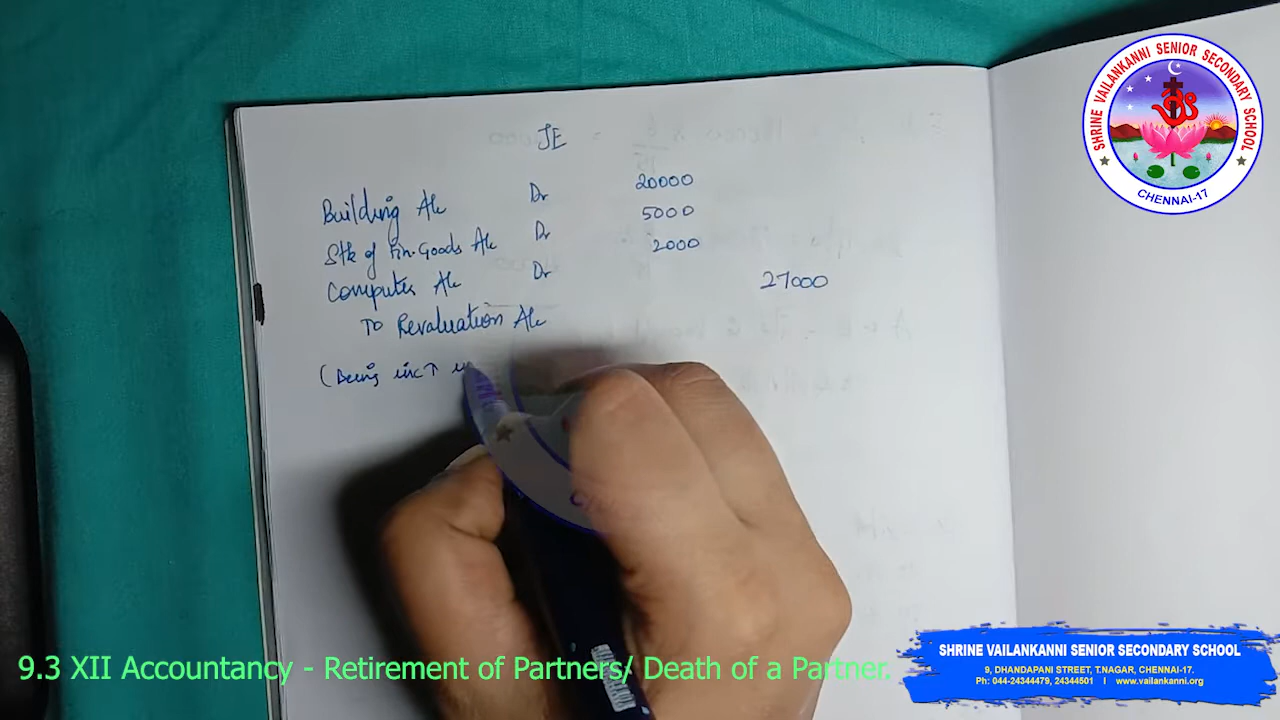 JE
Building A/c Dr 20000
Stk of Fin. Goods A/c Dr 5000
Computer A/c Dr 2000
To Revaluation A/c 27000
(Being inc↑
SHRINE VAILANKANNI SENIOR SECONDARY SCHOOL
CHENNAI-17
9.3 XII Accountancy - Retirement of Partners/ Death of a Partner.
SHRINE VAILANKANNI SENIOR SECONDARY SCHOOL
9, DHANDAPANI STREET, T.NAGAR, CHENNAI-17.
Ph: 044-24344479, 24344501 I www.vailankanni.org